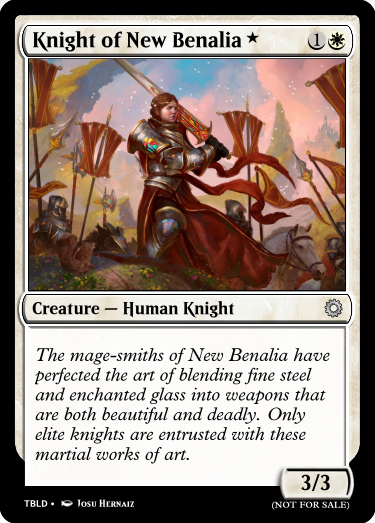 Knight of New Benalia ★ 1
Creature — Human Knight
The mage-smiths of New Benalia have
perfected the art of blending fine steel
and enchanted glass into weapons that
are both beautiful and deadly. Only
elite knights are entrusted with these
martial works of art.
3/3
TBLD • Josu Hernaiz (NOT FOR SALE)